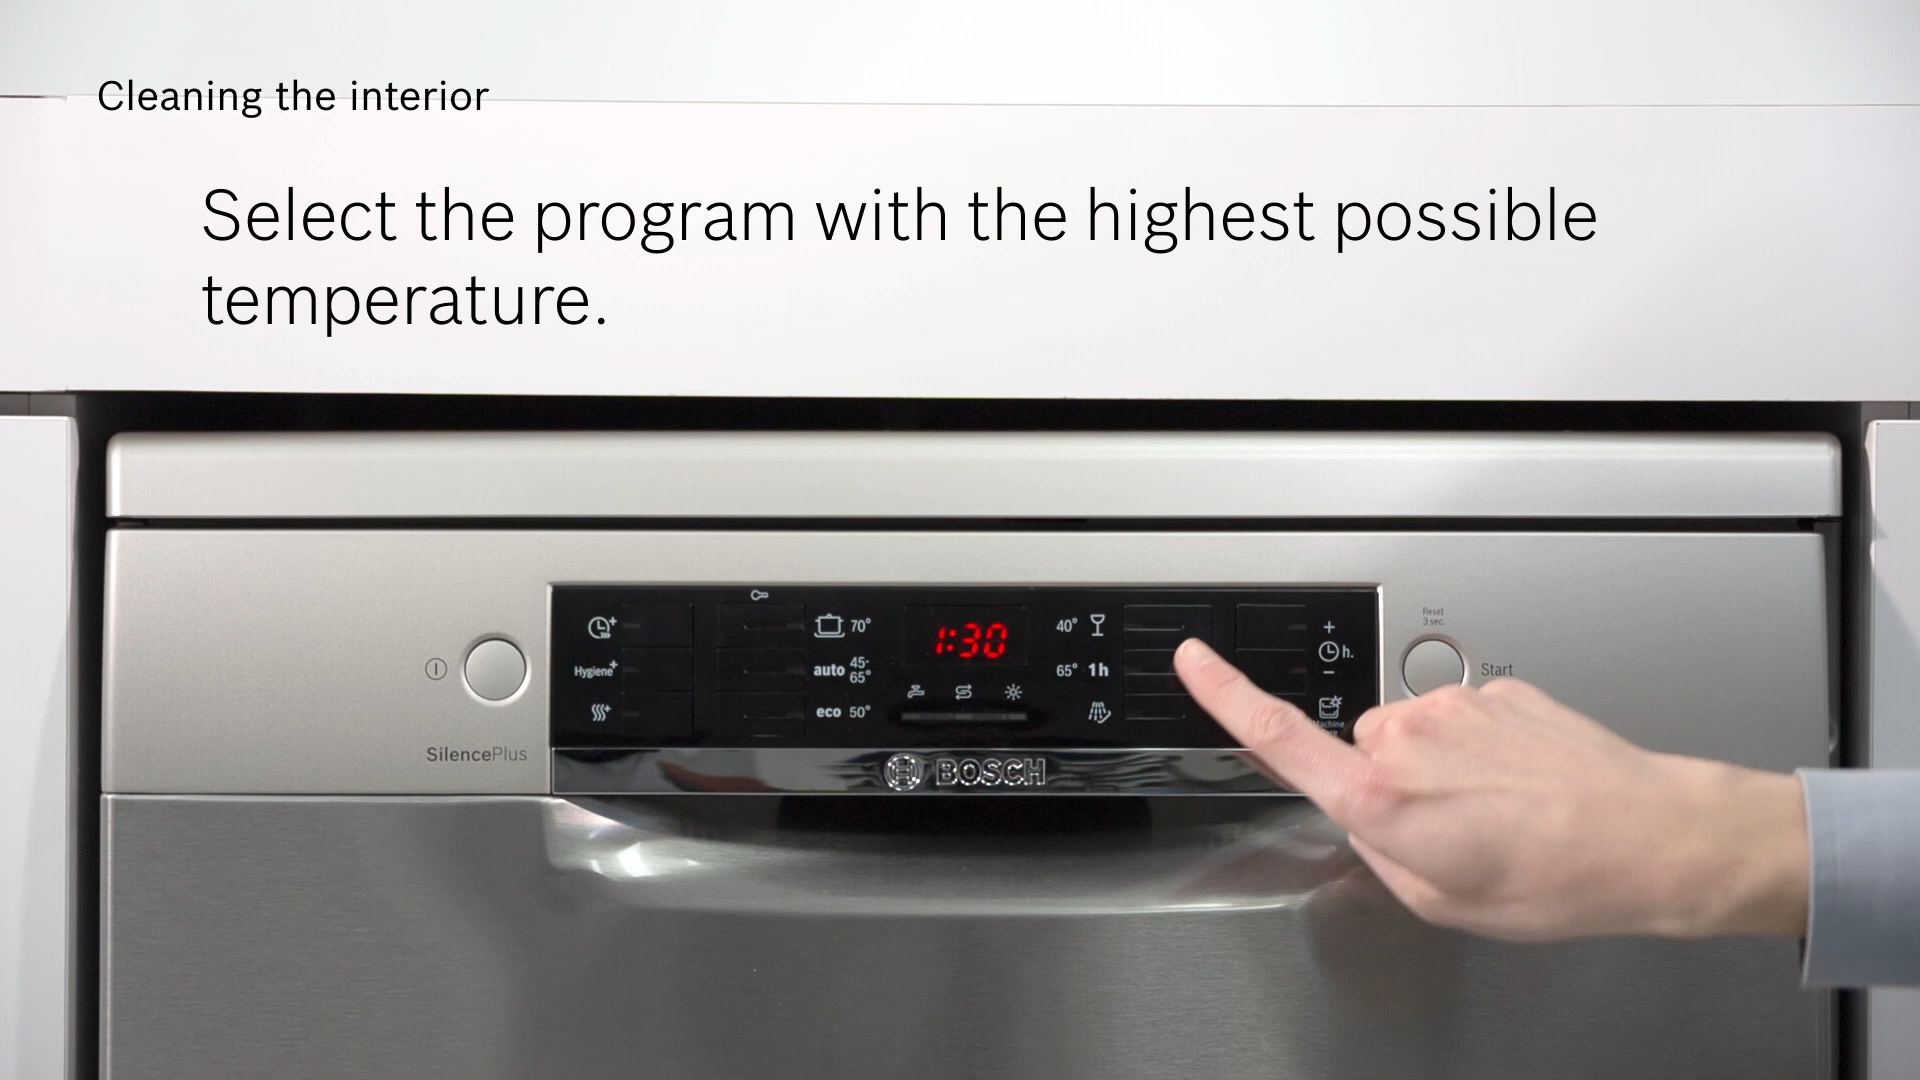 Cleaning the interior
Select the program with the highest possible
temperature.
Reset
3 sec.
70°
1:30
40°
+
h.
Hygiene+
auto 45-
65°
65° 1h
−
Start
eco 50°
Machine
SilencePlus
BOSCH